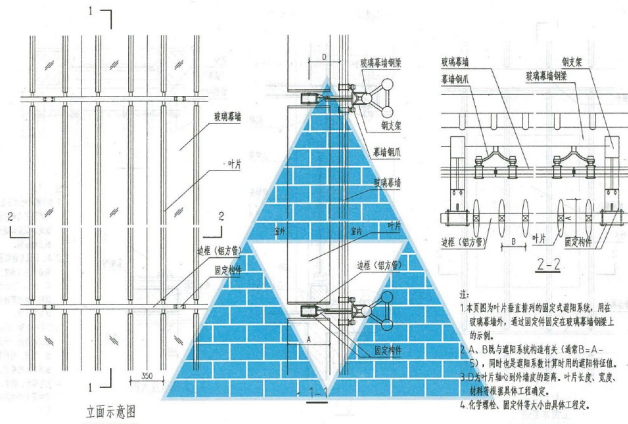 1
2
2
玻璃幕墙
叶片
边框(铝方管)
固定构件
350
1
立面示意图
D
玻璃幕墙钢梁
钢支架
幕墙钢爪
玻璃幕墙
室外
室内
叶片
边框(铝方管)
固定构件
A
1-1
玻璃幕墙
幕墙钢爪
钢支架
玻璃幕墙钢梁
A
边框(铝方管)
B
叶片
固定构件
2-2
注:
1.本页图为叶片垂直排列的固定式遮阳系统,用在
玻璃幕墙外,通过固定件固定在玻璃幕墙钢梁上
的示例。
2.A、B既与遮阳系统构造有关(通常B=A-
5),同时也是遮阳系数计算时用的遮阳特征值。
3.D为叶片轴心到外墙皮的距离。叶片长度、宽度、
材料需根据具体工程确定。
4.化学螺栓、固定件等大小由具体工程定。